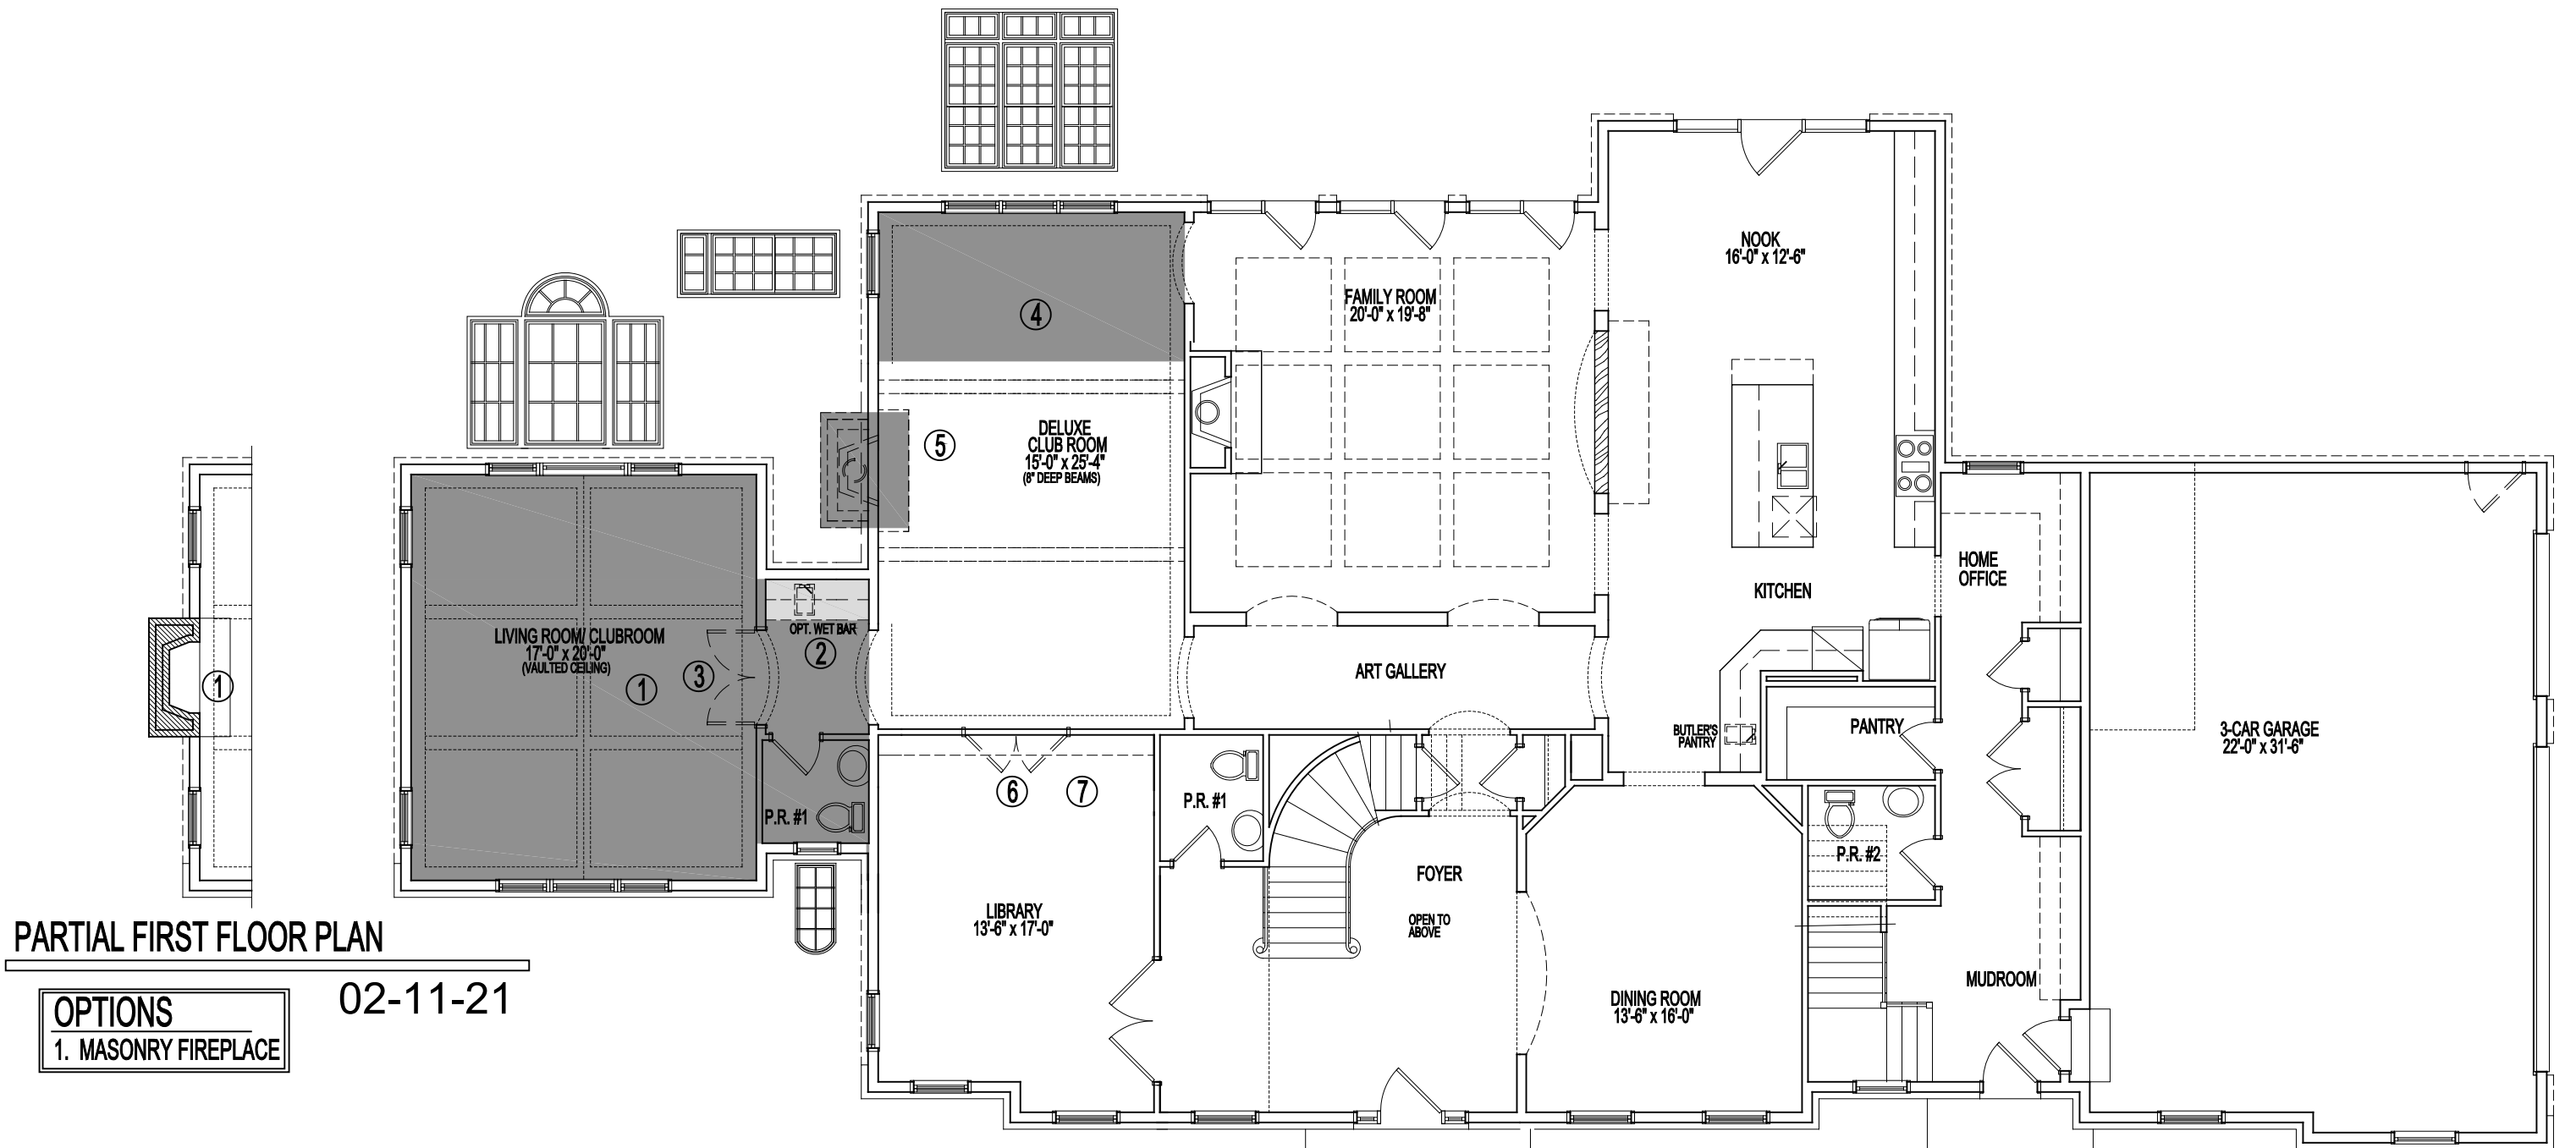 NOOK
16'-0" x 12'-6"
④
FAMILY ROOM
20'-0" x 19'-8"
⑤
DELUXE
CLUB ROOM
15'-0" x 25'-4"
(8" DEEP BEAMS)
HOME
OFFICE
KITCHEN
OPT. WET BAR
②
LIVING ROOM/ CLUBROOM
17'-0" x 20'-0"
(VAULTED CEILING)
③
①
①
ART GALLERY
BUTLER'S
PANTRY
PANTRY
3-CAR GARAGE
22'-0" x 31'-6"
⑥
⑦
P.R. #1
P.R. #1
P.R. #2
FOYER
OPEN TO
ABOVE
LIBRARY
13'-6" x 17'-0"
MUDROOM
DINING ROOM
13'-6" x 16'-0"
PARTIAL FIRST FLOOR PLAN
02-11-21
OPTIONS
1. MASONRY FIREPLACE